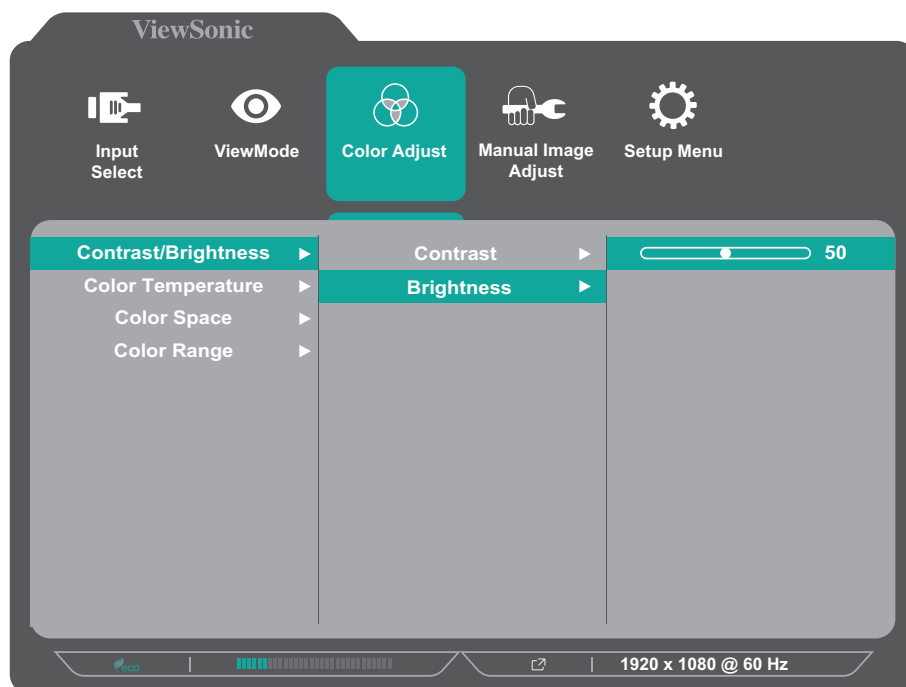 ViewSonic
Input
Select
ViewMode
Color Adjust
Manual Image
Adjust
Setup Menu
Contrast/Brightness
Color Temperature
Color Space
Color Range
Contrast
Brightness
50
eco
1920 x 1080 @ 60 Hz